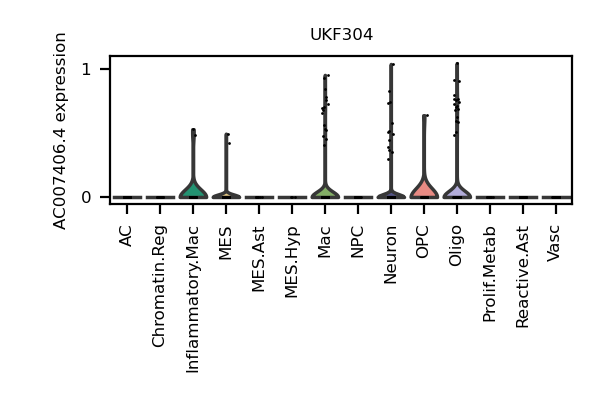 UKF304
AC007406.4 expression
1
0
AC
Chromatin.Reg
Inflammatory.Mac
MES
MES.Ast
MES.Hyp
Mac
NPC
Neuron
OPC
Oligo
Prolif.Metab
Reactive.Ast
Vasc